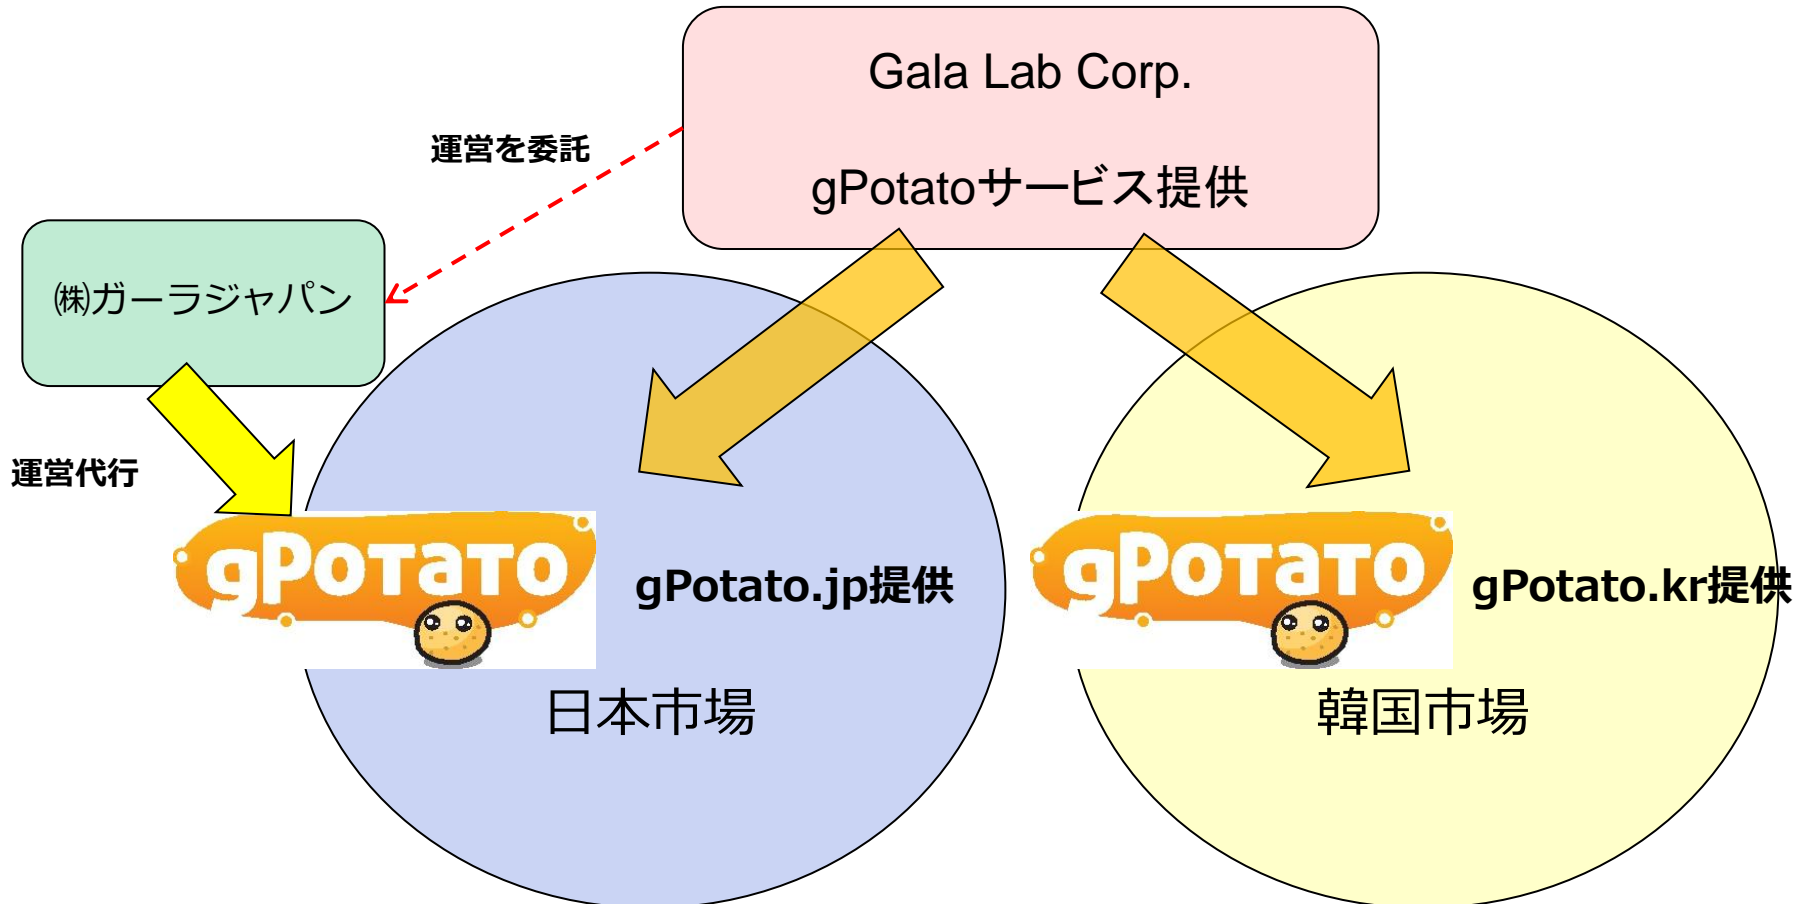 Gala Lab Corp.
gPotatoサービス提供
運営を委託
㈱ガーラジャパン
運営代行
gPotato
gPotato.jp提供
日本市場
gPotato
gPotato.kr提供
韓国市場